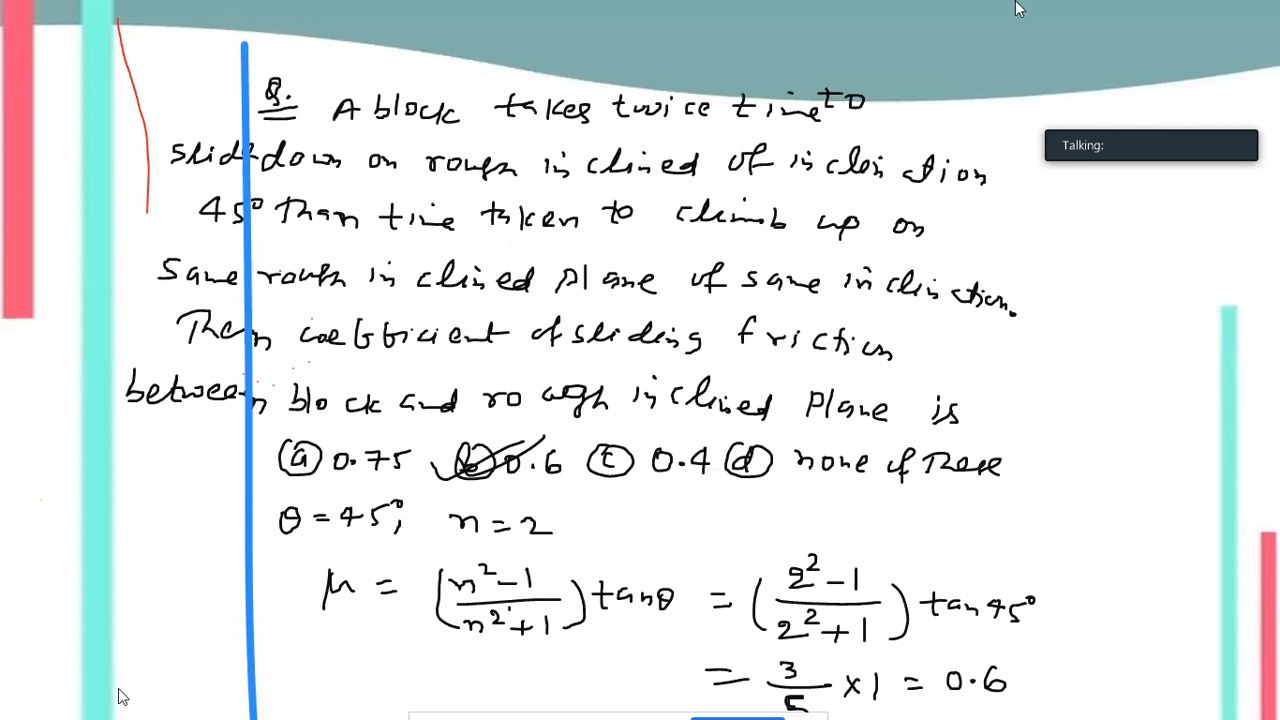 Q. A block takes twice time to
Talking:
slide down on rough inclined of inclination
45° Than time taken to climb up on
same rough inclined plane of same inclination.
Then coefficient of sliding friction
between block and rough inclined plane is
(a) 0.75 (b) 0.6 (c) 0.4 (d) none of these
θ = 45°, n = 2
μ = (n²-1 / n²+1) tanθ = (2²-1 / 2²+1) tan 45°
= 3/5 × 1 = 0.6